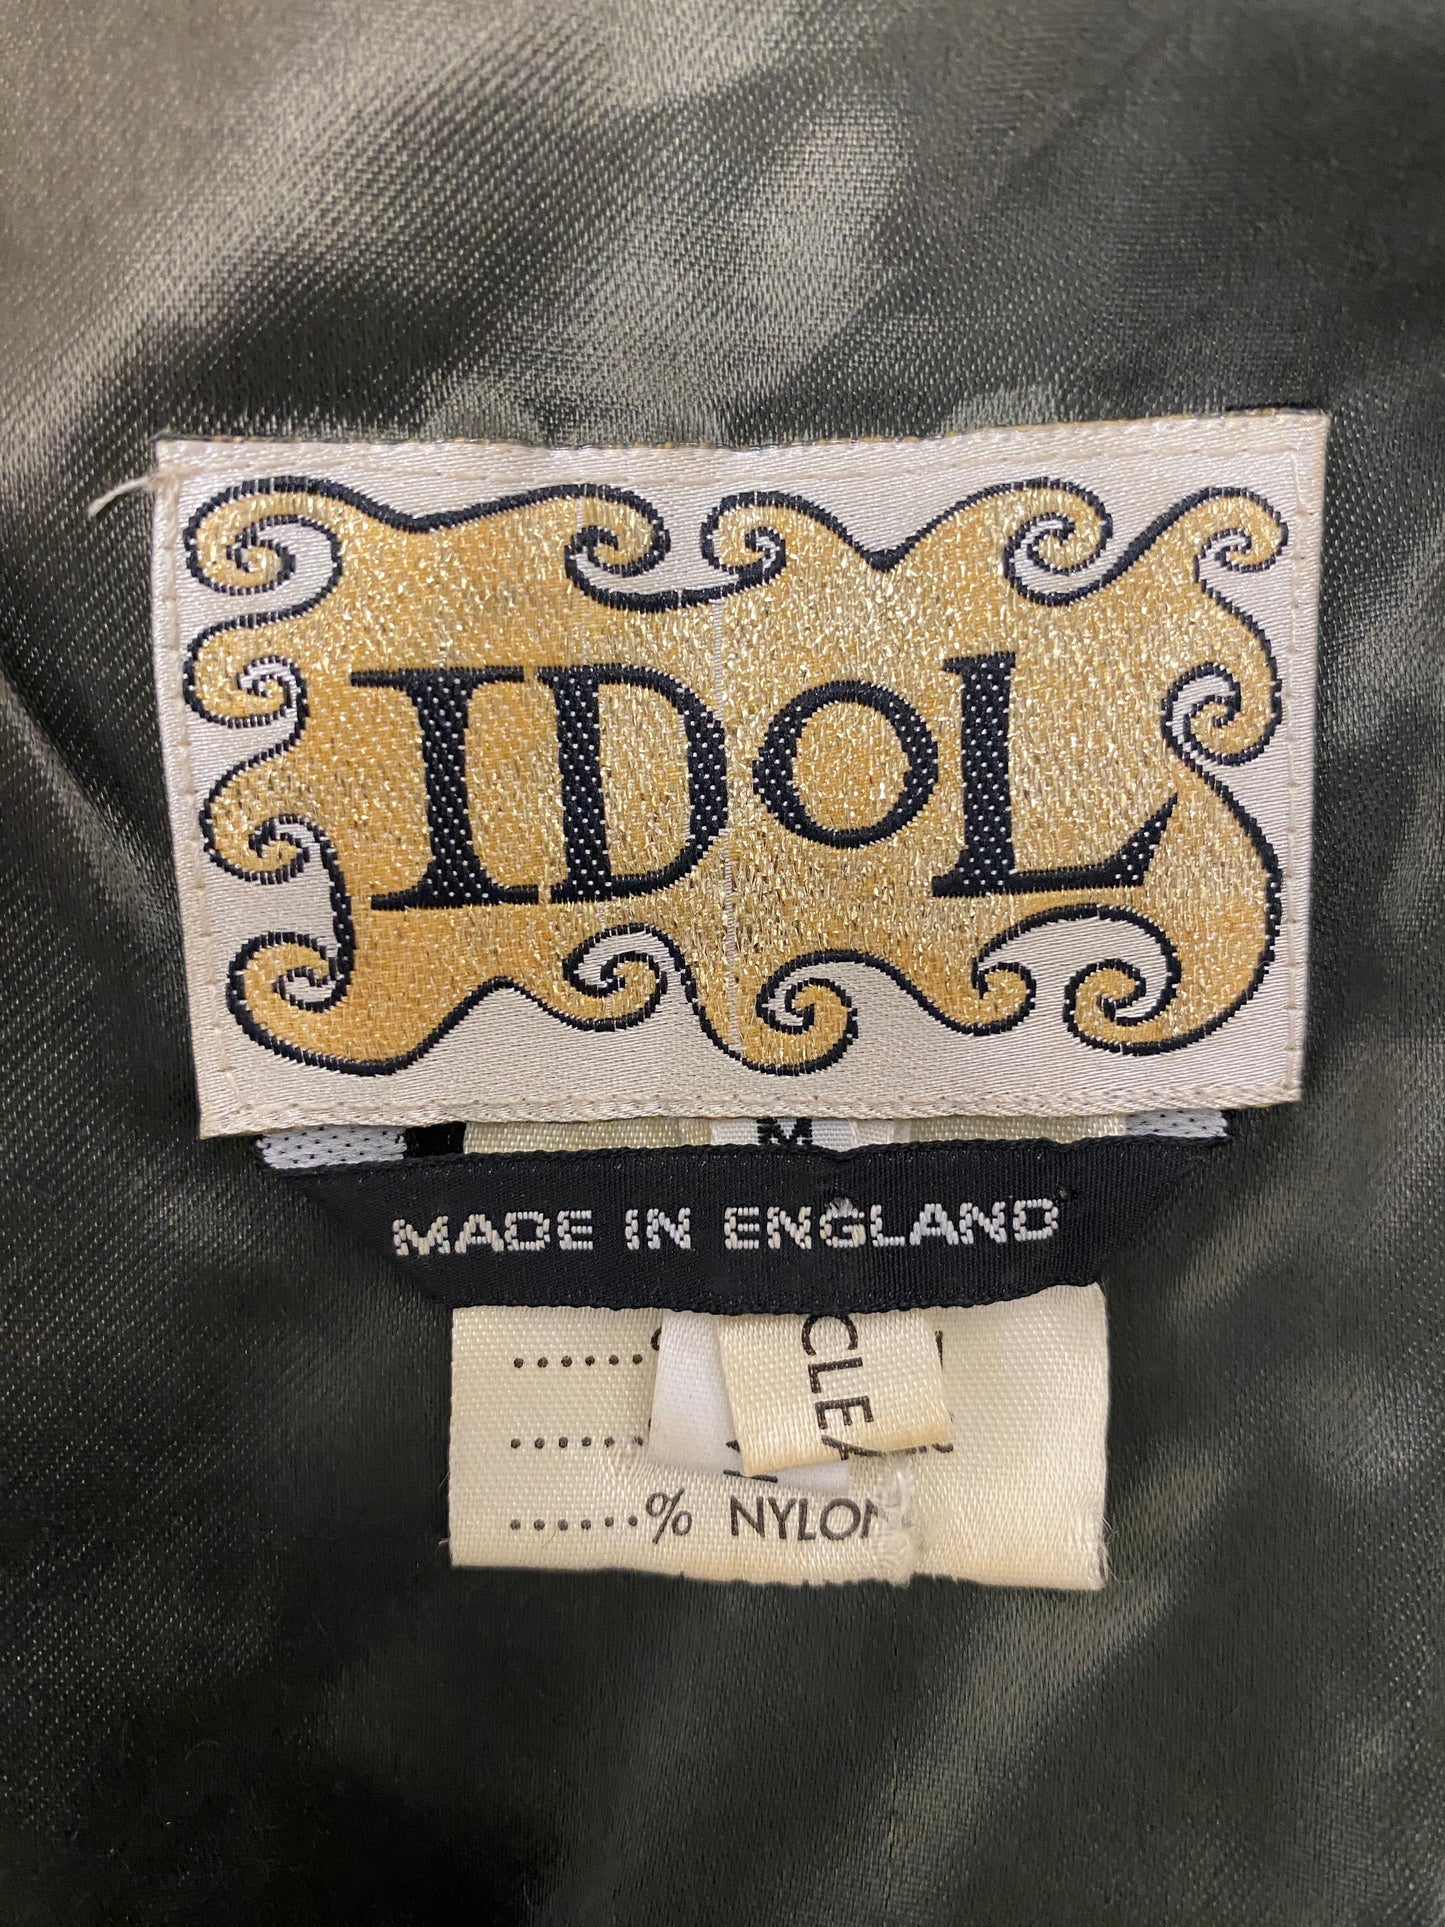 IDOL
M
MADE IN ENGLAND
CLEA
......
......
......% NYLON